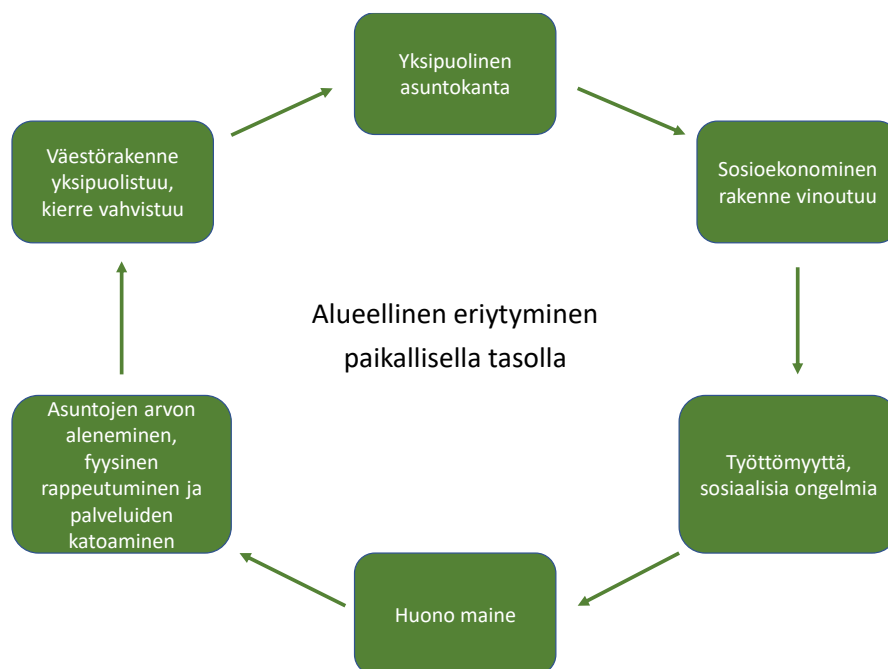 Yksipuolinen
asuntokanta
Sosioekonominen
rakenne vinoutuu
Työttömyyttä,
sosiaalisia ongelmia
Huono maine
Asuntojen arvon
aleneminen,
fyysinen
rappeutuminen ja
palveluiden
katoaminen
Väestörakenne
yksipuolistuu,
kierre vahvistuu
Alueellinen eriytyminen
paikallisella tasolla